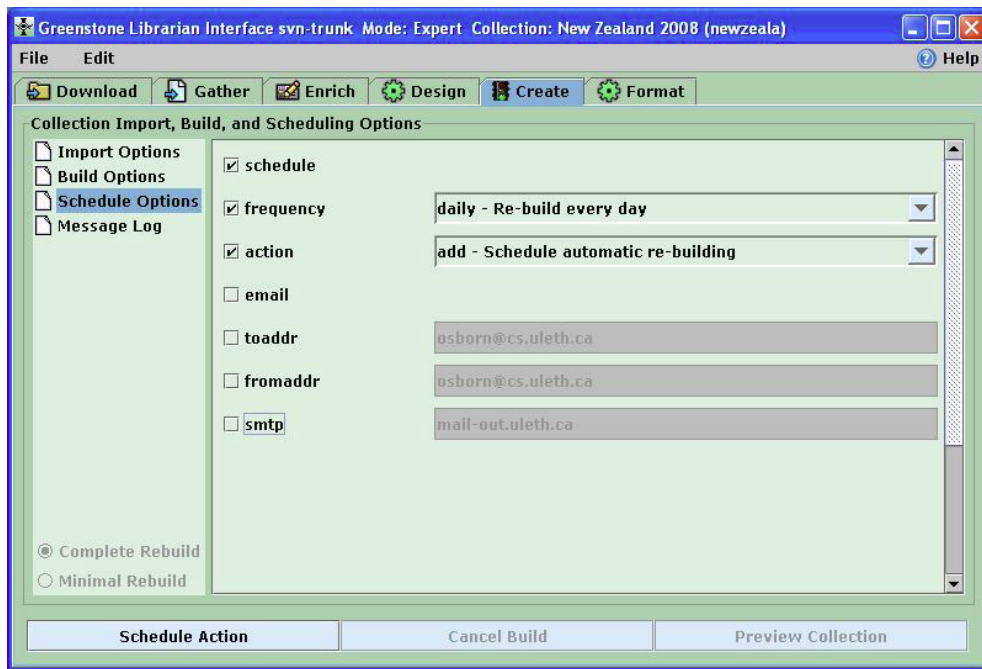 Greenstone Librarian Interface svn-trunk Mode: Expert Collection: New Zealand 2008 (newzeala)
File Edit Help
Download Gather Enrich Design Create Format
Collection Import, Build, and Scheduling Options
Import Options
Build Options
Schedule Options
Message Log
schedule
frequency daily - Re-build every day
action add - Schedule automatic re-building
email
toaddr osborn@cs.uleth.ca
fromaddr osborn@cs.uleth.ca
smtp mail-out.uleth.ca
Complete Rebuild
Minimal Rebuild
Schedule Action Cancel Build Preview Collection